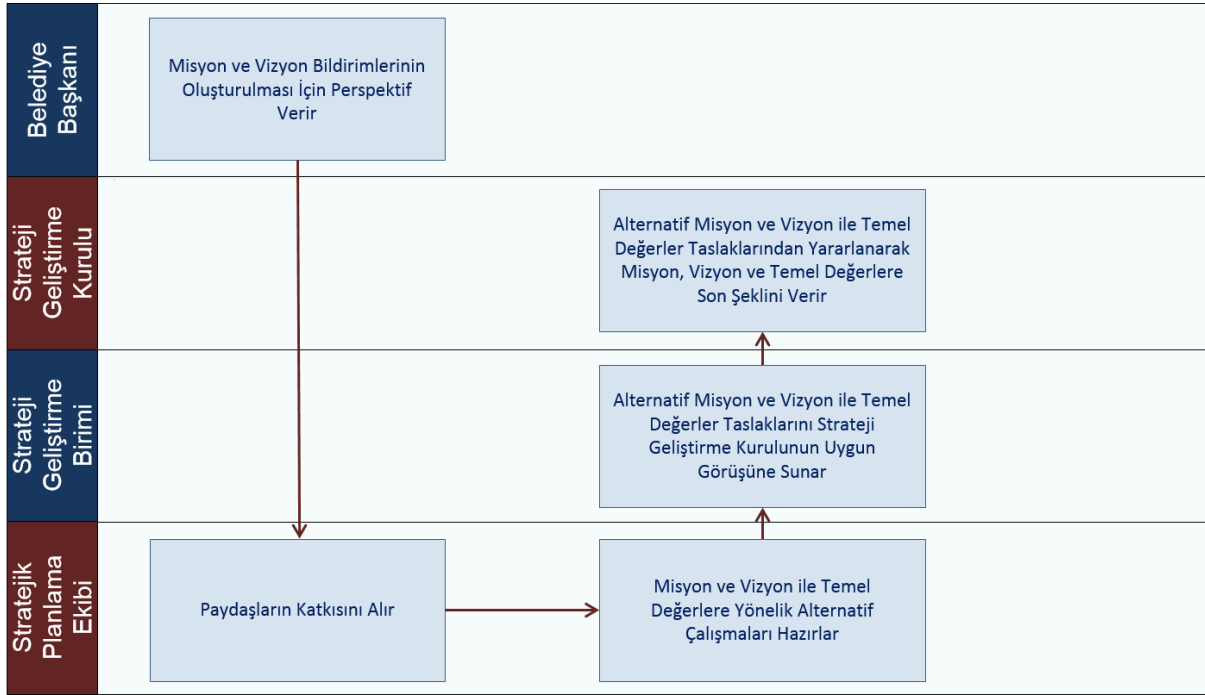 Belediye
Başkanı
Misyon ve Vizyon Bildirimlerinin
Oluşturulması İçin Perspektif
Verir
Strateji
Geliştirme
Kurulu
Alternatif Misyon ve Vizyon ile Temel
Değerler Taslaklarından Yararlanarak
Misyon, Vizyon ve Temel Değerlere
Son Şeklini Verir
Strateji
Geliştirme
Birimi
Alternatif Misyon ve Vizyon ile Temel
Değerler Taslaklarını Strateji
Geliştirme Kurulunun Uygun
Görüşüne Sunar
Stratejik
Planlama
Ekibi
Paydaşların Katkısını Alır
Misyon ve Vizyon ile Temel
Değerlere Yönelik Alternatif
Çalışmaları Hazırlar